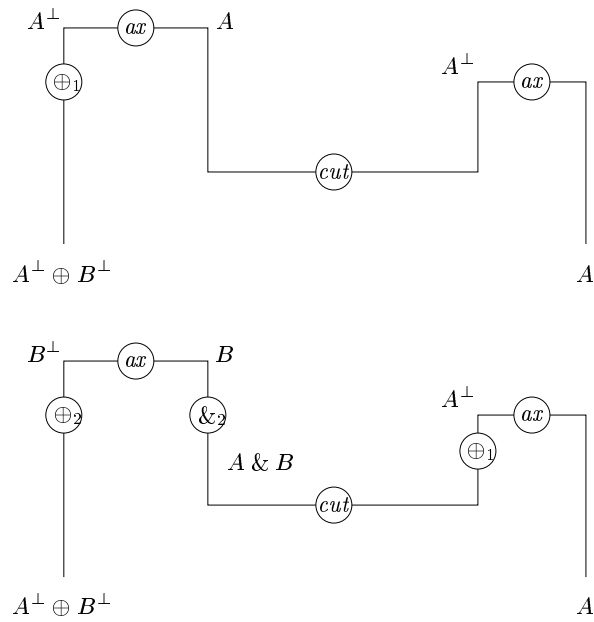 A⊥ ax A
A⊥ ax
⊕1
cut
A⊥ ⊕ B⊥ A
B⊥ ax B
A⊥ ax
⊕2 &2
⊕1
A & B
cut
A⊥ ⊕ B⊥ A